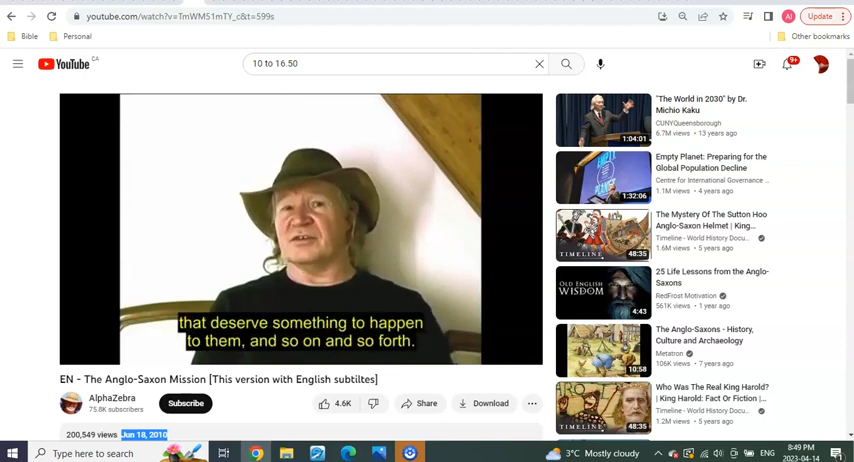 youtube.com/watch?v=TmWM51mTY_c&t=599s
Update
Bible
Personal
Other bookmarks
YouTube
CA
10 to 16.50
9+
that deserve something to happen
to them, and so on and so forth.
EN - The Anglo-Saxon Mission [This version with English subtiltes]
AlphaZebra
75.8K subscribers
Subscribe
4.6K
Share
Download
200,549 views Jun 18, 2010
"The World in 2030" by Dr.
Michio Kaku
CUNYQueensborough
6.7M views • 13 years ago
1:04:01
Empty Planet: Preparing for the
Global Population Decline
Centre for International Governance ...
1.1M views • 4 years ago
EMPTY
PLANET
1:32:06
The Mystery Of The Sutton Hoo
Anglo-Saxon Helmet | King...
Timeline - World History Docu...
1.6M views • 5 years ago
TIMELINE
48:35
25 Life Lessons from the Anglo-
Saxons
RedFrost Motivation
561K views • 1 year ago
OLD ENGLISH
WISDOM
4:43
The Anglo-Saxons - History,
Culture and Archaeology
Metatron
106K views • 7 years ago
10:58
Who Was The Real King Harold?
| King Harold: Fact Or Fiction |...
Timeline - World History Docu...
1.2M views • 5 years ago
TIMELINE
48:35
Type here to search
3°C Mostly cloudy
ENG
8:49 PM
2023-04-14
1